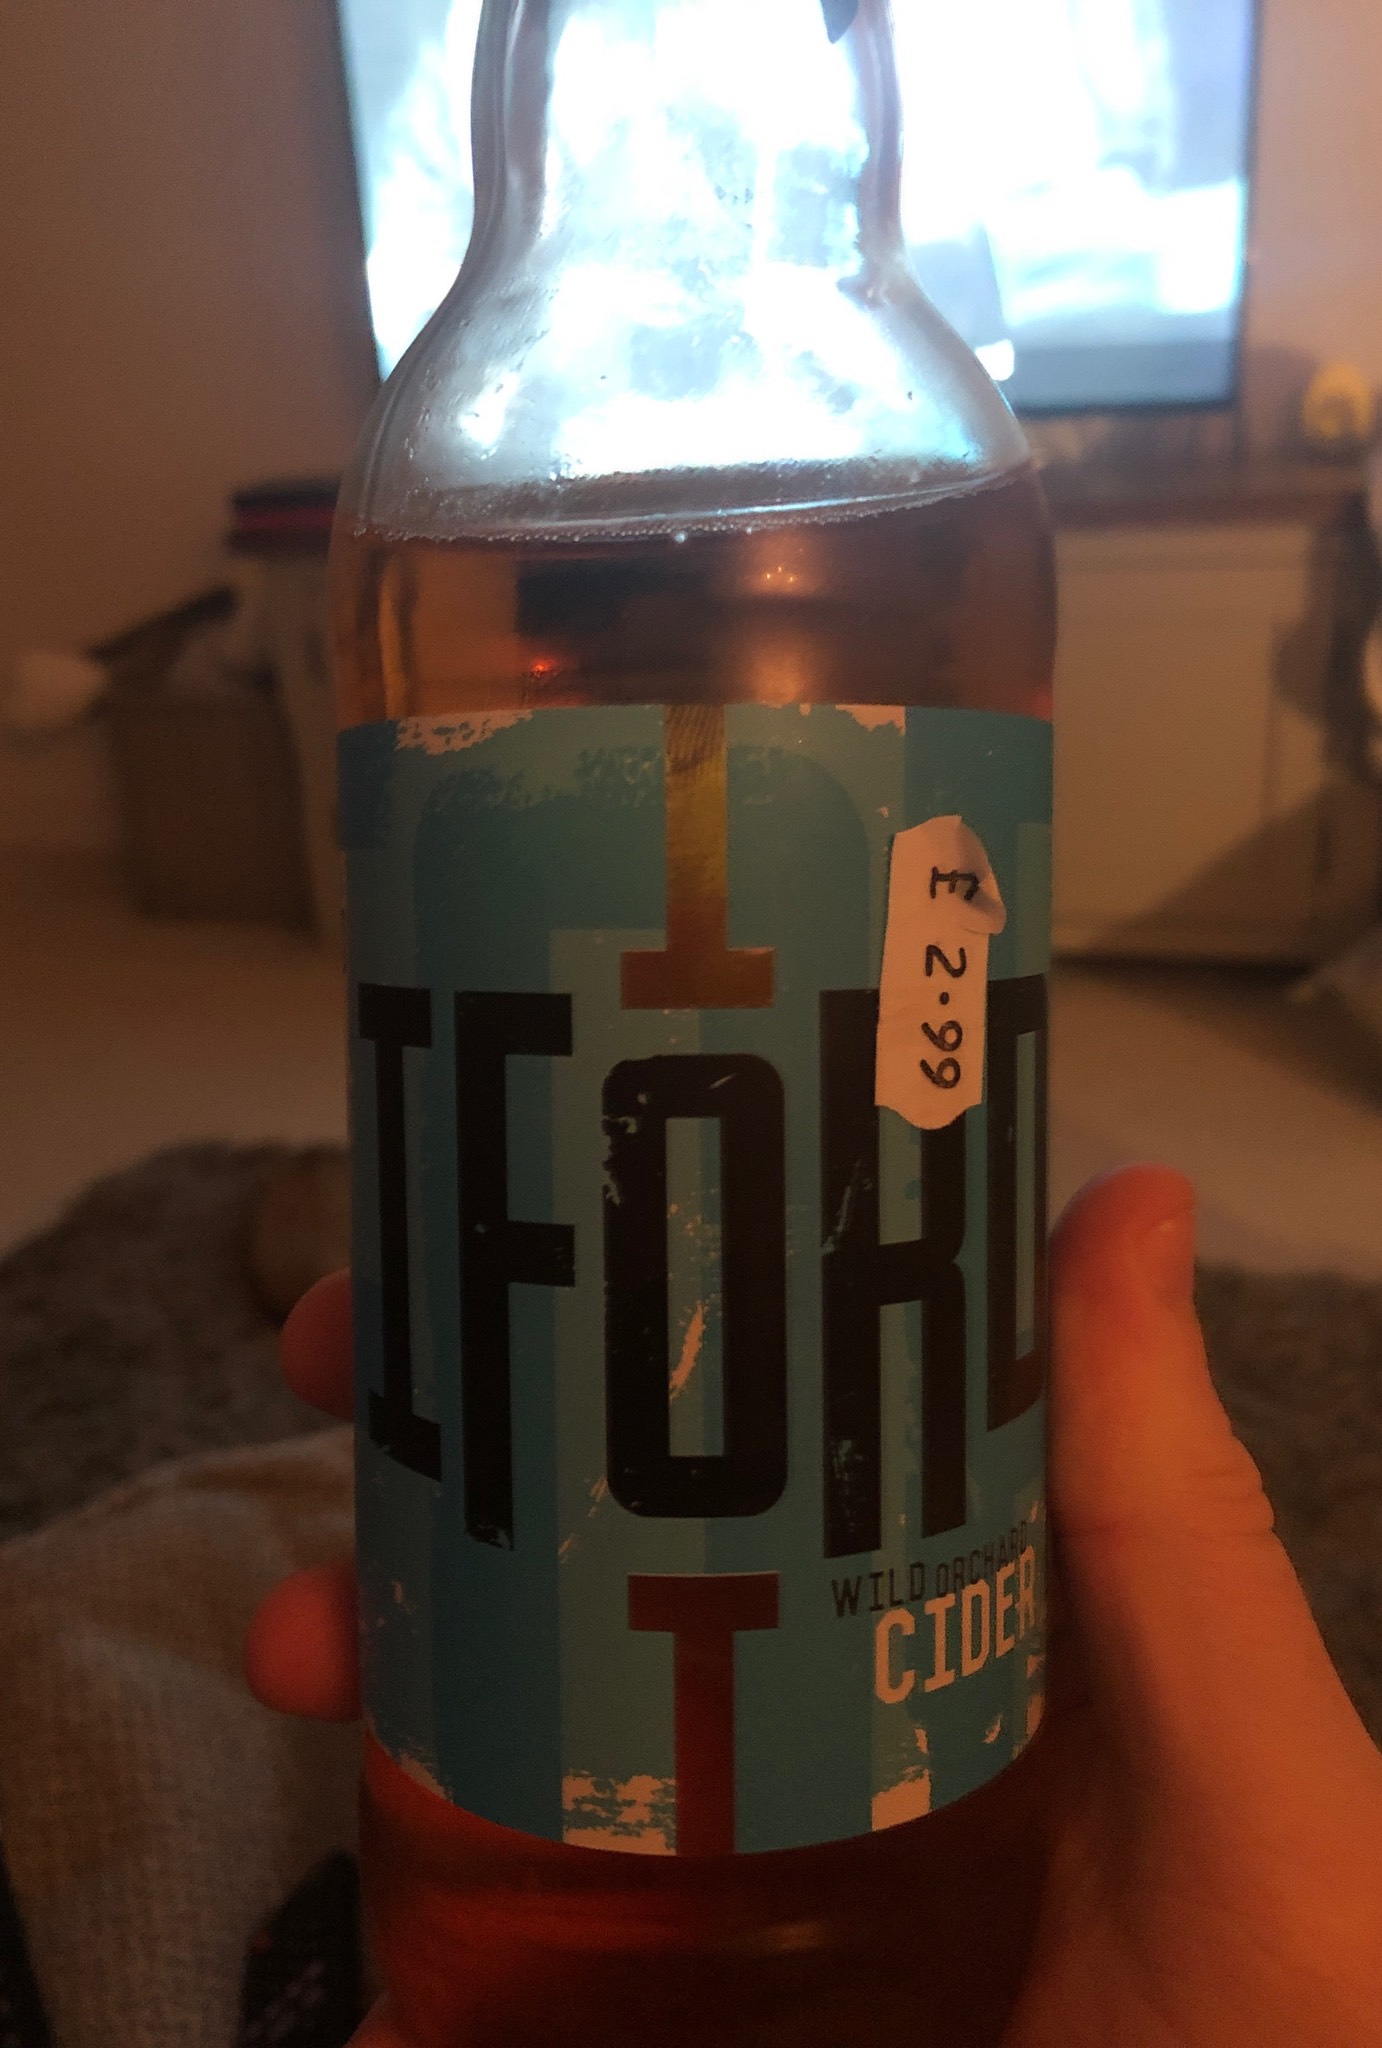 £2.99
IFORD
WILD ORCHARD
CIDER